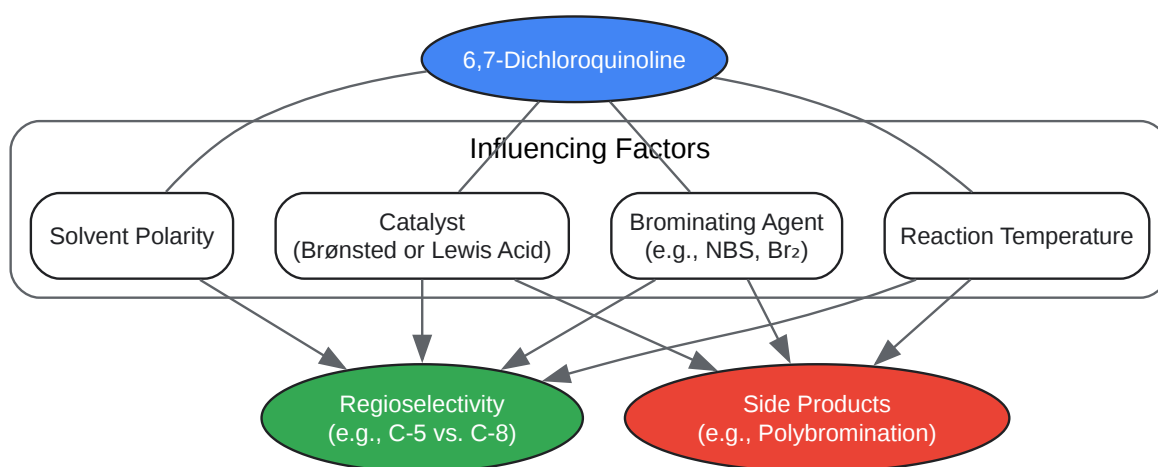 6,7-Dichloroquinoline
Influencing Factors
Solvent Polarity
Catalyst
(Brønsted or Lewis Acid)
Brominating Agent
(e.g., NBS, Br₂)
Reaction Temperature
Regioselectivity
(e.g., C-5 vs. C-8)
Side Products
(e.g., Polybromination)